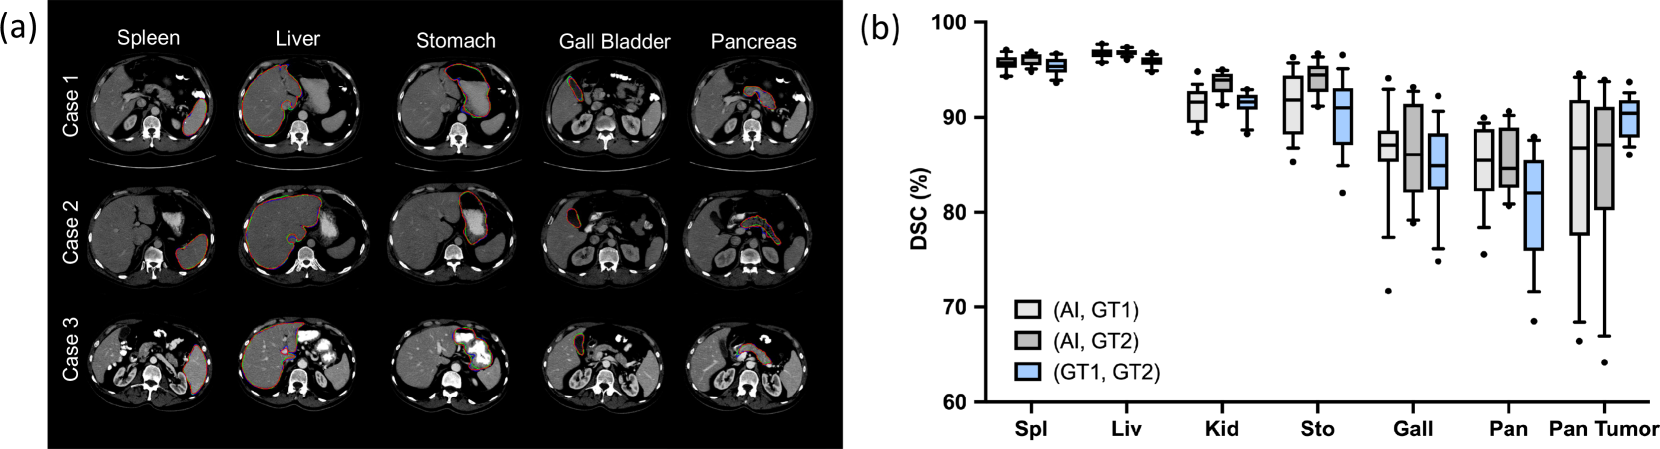 (a)
Spleen Liver Stomach Gall Bladder Pancreas
Case 1
Case 2
Case 3
(b)
100
90
80
70
60
DSC (%)
(AI, GT1)
(AI, GT2)
(GT1, GT2)
Spl Liv Kid Sto Gall Pan Pan Tumor